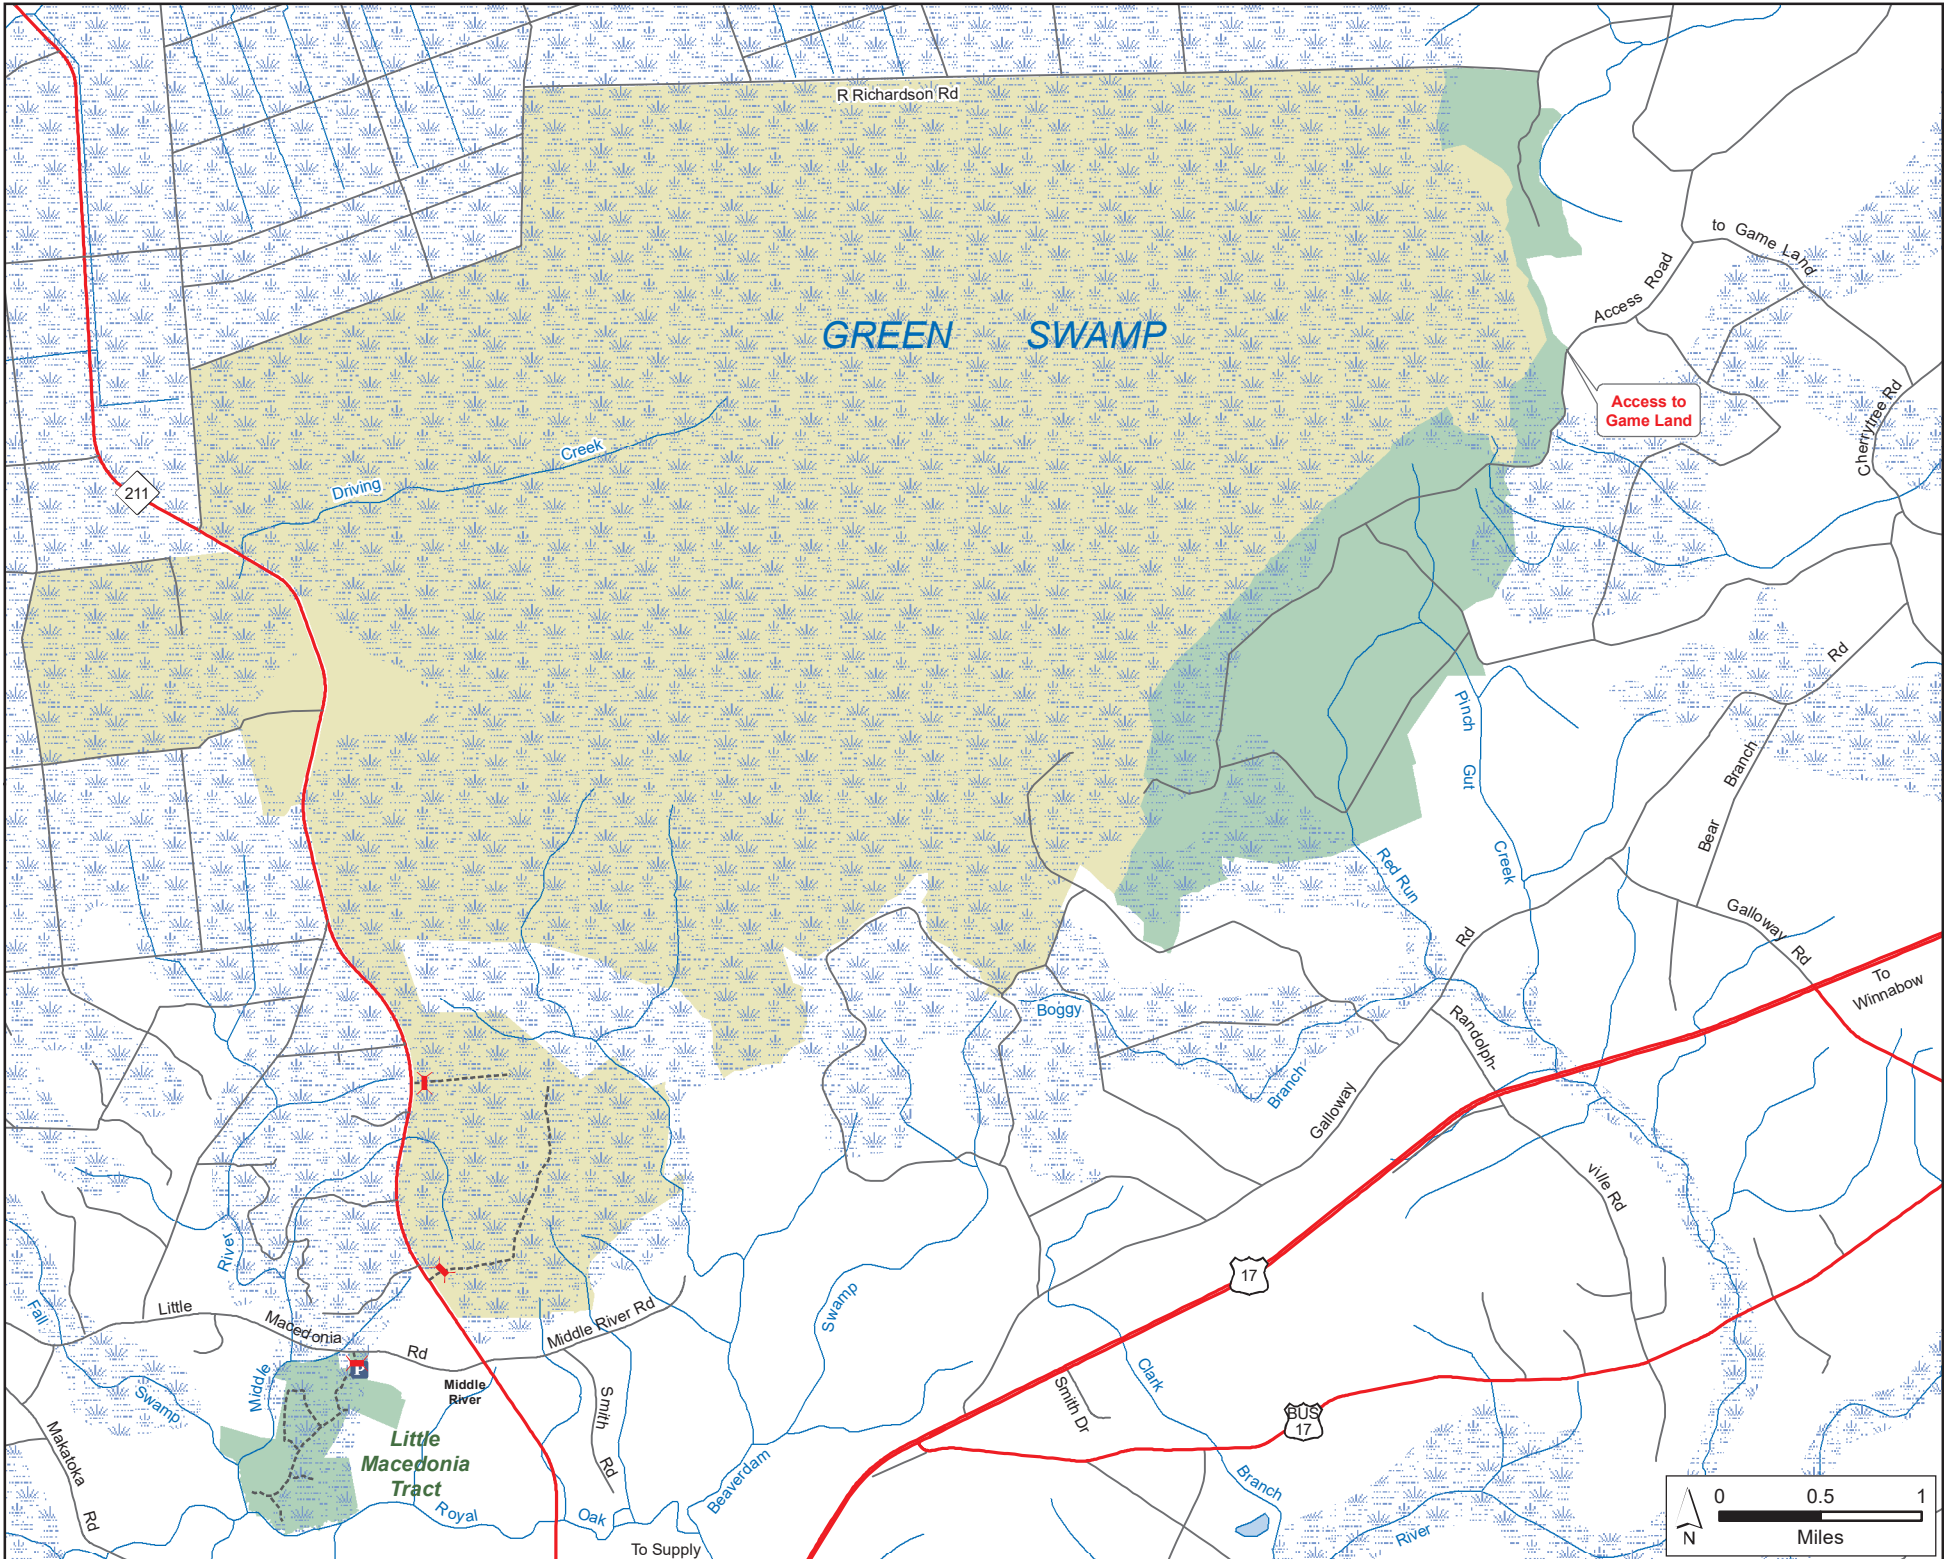 R Richardson Rd
to Game Land
Access Road
GREEN SWAMP
Access to
Game Land
Cherrytree Rd
Driving Creek
211
Rd
Pinch Gut Creek
Bear Branch
Red Run
Galloway Rd
To
Winnabow
Boggy Branch
Galloway Rd
Randolph-
ville Rd
River
17
Fall Swamp
Little Macedonia Rd
Middle River Rd
Swamp
P
Middle
Middle
River
Smith Rd
Smith Dr
Clark Branch
BUS
17
Makatoka Rd
Little
Macedonia
Tract
Royal Oak
Beaverdam
To Supply
River
0 0.5 1
Miles
N